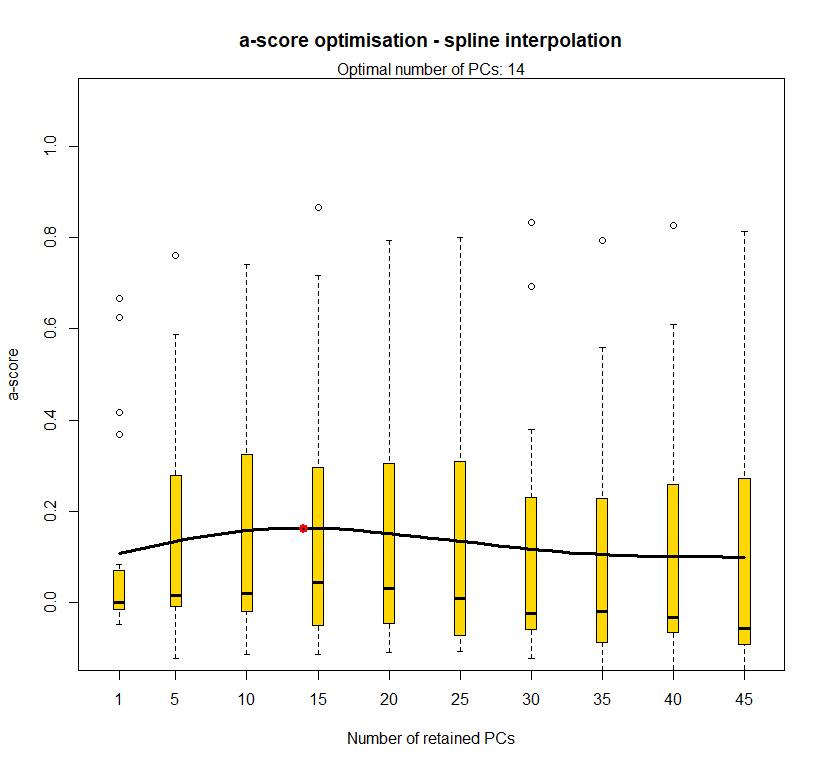 a-score optimisation - spline interpolation
Optimal number of PCs: 14
a-score
1.0
0.8
0.6
0.4
0.2
0.0
1 5 10 15 20 25 30 35 40 45
Number of retained PCs